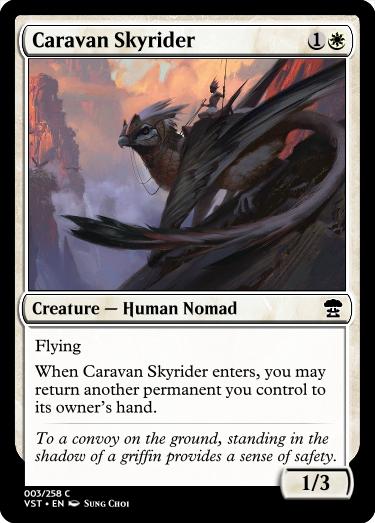 Caravan Skyrider 1
Creature — Human Nomad
Flying
When Caravan Skyrider enters, you may
return another permanent you control to
its owner's hand.
To a convoy on the ground, standing in the
shadow of a griffin provides a sense of safety.
1/3
003/258 C
VST • EN Sung Choi